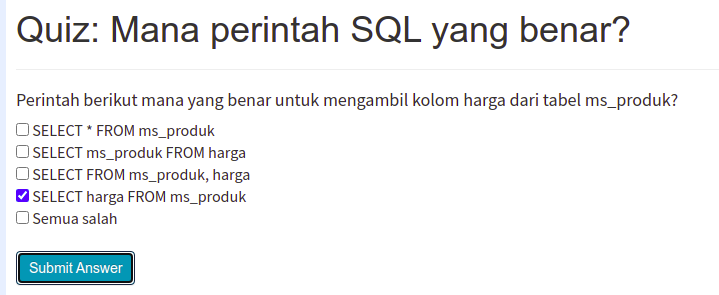 Quiz: Mana perintah SQL yang benar?
Perintah berikut mana yang benar untuk mengambil kolom harga dari tabel ms_produk?
SELECT * FROM ms_produk
SELECT ms_produk FROM harga
SELECT FROM ms_produk, harga
SELECT harga FROM ms_produk
Semua salah
Submit Answer